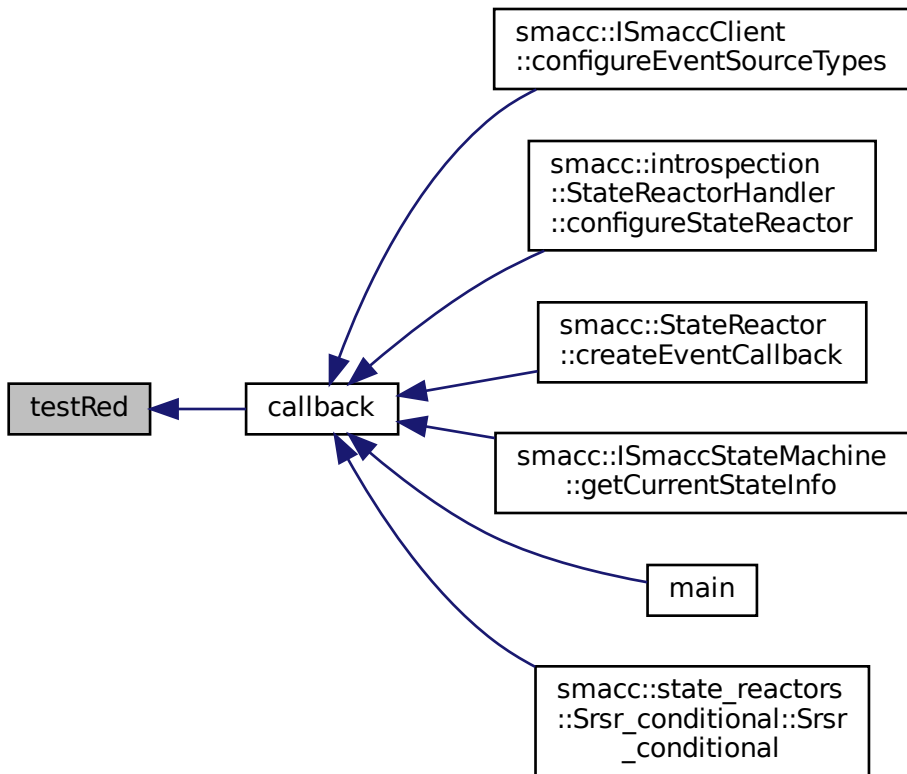 smacc::ISmaccClient
::configureEventSourceTypes
smacc::introspection
::StateReactorHandler
::configureStateReactor
smacc::StateReactor
::createEventCallback
testRed
callback
smacc::ISmaccStateMachine
::getCurrentStateInfo
main
smacc::state_reactors
::Srsr_conditional::Srsr
_conditional